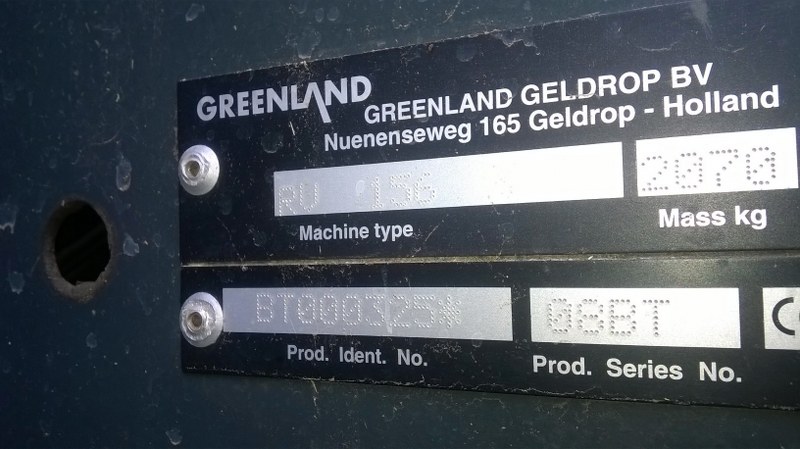 GREENLAND GREENLAND GELDROP BV
Nuenenseweg 165 Geldrop - Holland
RU 156 2070
Machine type Mass kg
BT000325* 08BT C
Prod. Ident. No. Prod. Series No.